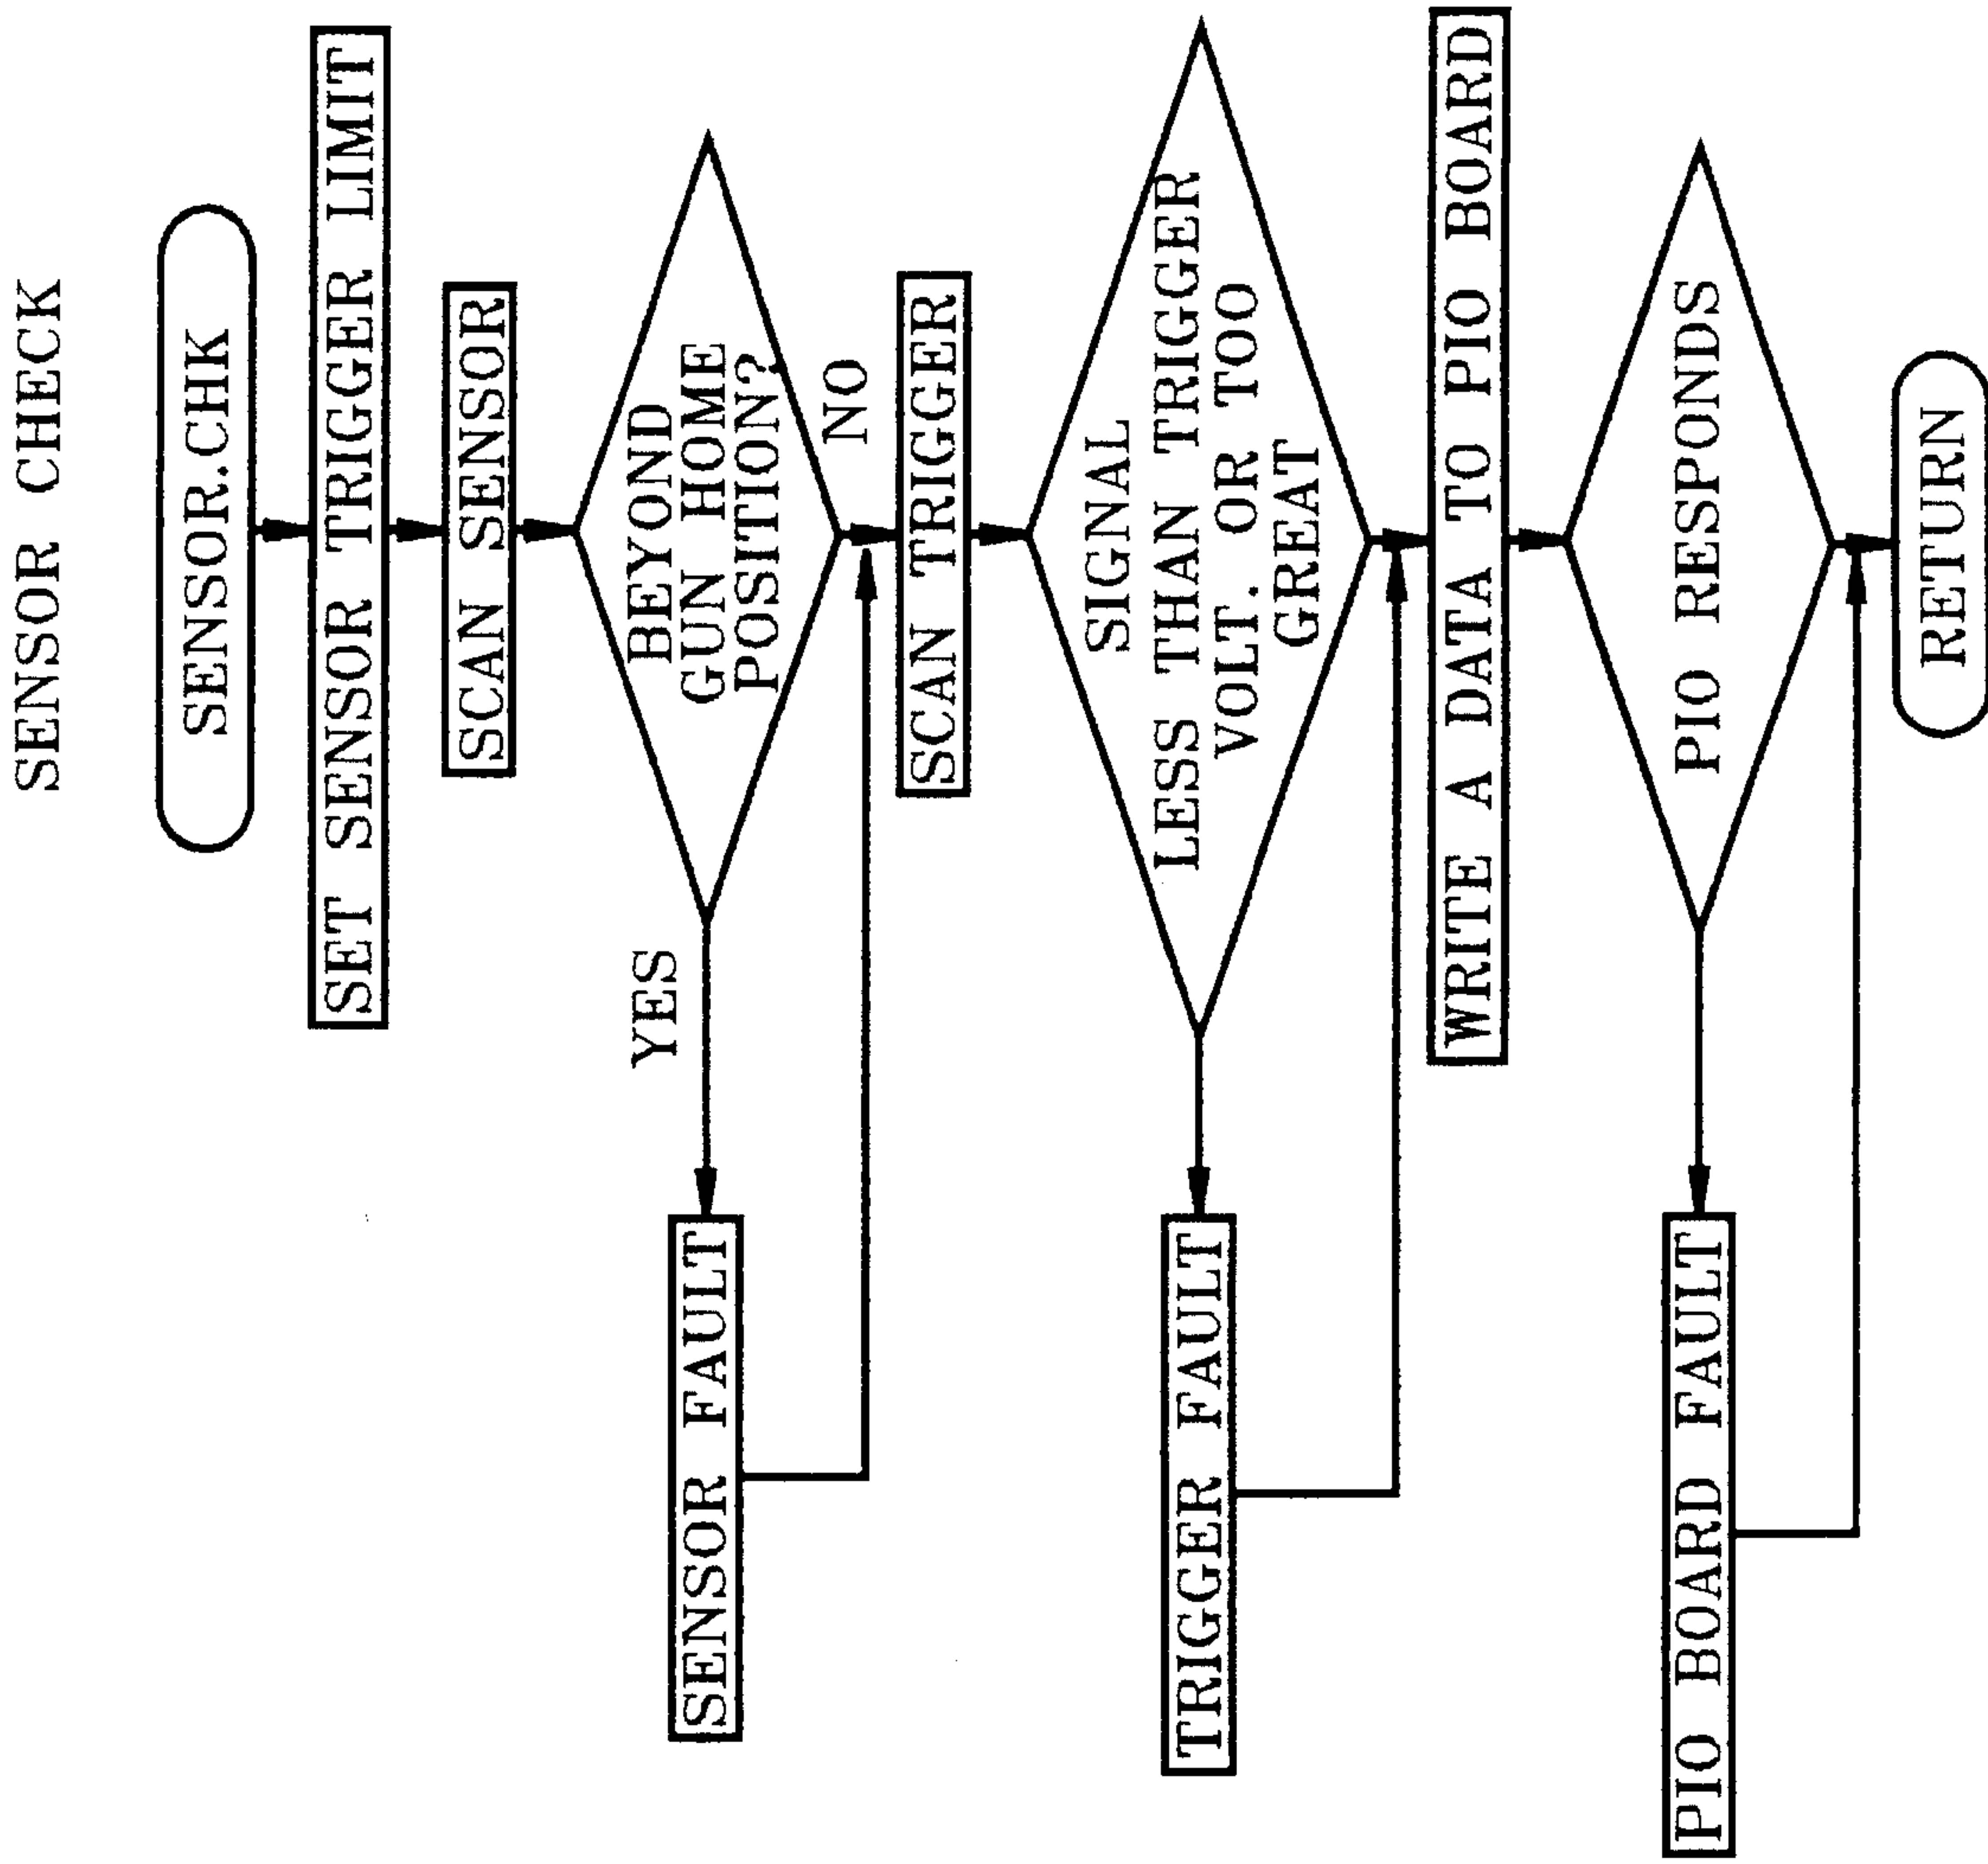 SENSOR CHECK
SENSOR.CHK
SET SENSOR TRIGGER LIMIT
SCAN SENSOR
BEYOND
GUN HOME
POSITION?
YES
NO
SENSOR FAULT
SCAN TRIGGER
SIGNAL
LESS THAN TRIGGER
VOLT. OR TOO
GREAT
TRIGGER FAULT
WRITE A DATA TO PIO BOARD
PIO RESPONDS
PIO BOARD FAULT
RETURN